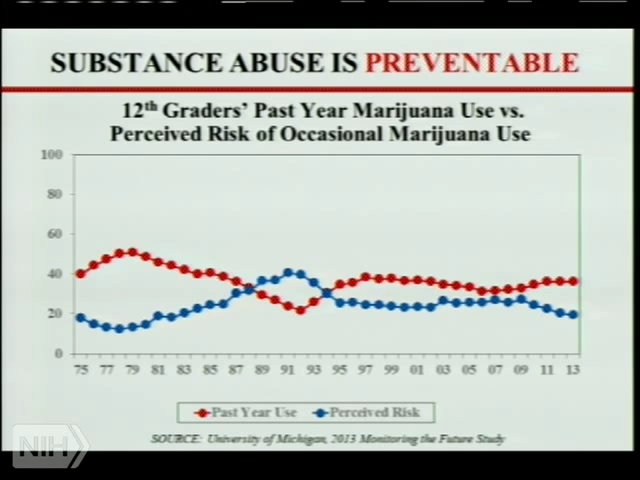 SUBSTANCE ABUSE IS PREVENTABLE
12th Graders' Past Year Marijuana Use vs.
Perceived Risk of Occasional Marijuana Use
100
80
60
40
20
0
75 77 79 81 83 85 87 89 91 93 95 97 99 01 03 05 07 09 11 13
Past Year Use Perceived Risk
SOURCE: University of Michigan, 2013 Monitoring the Future Study
NIH